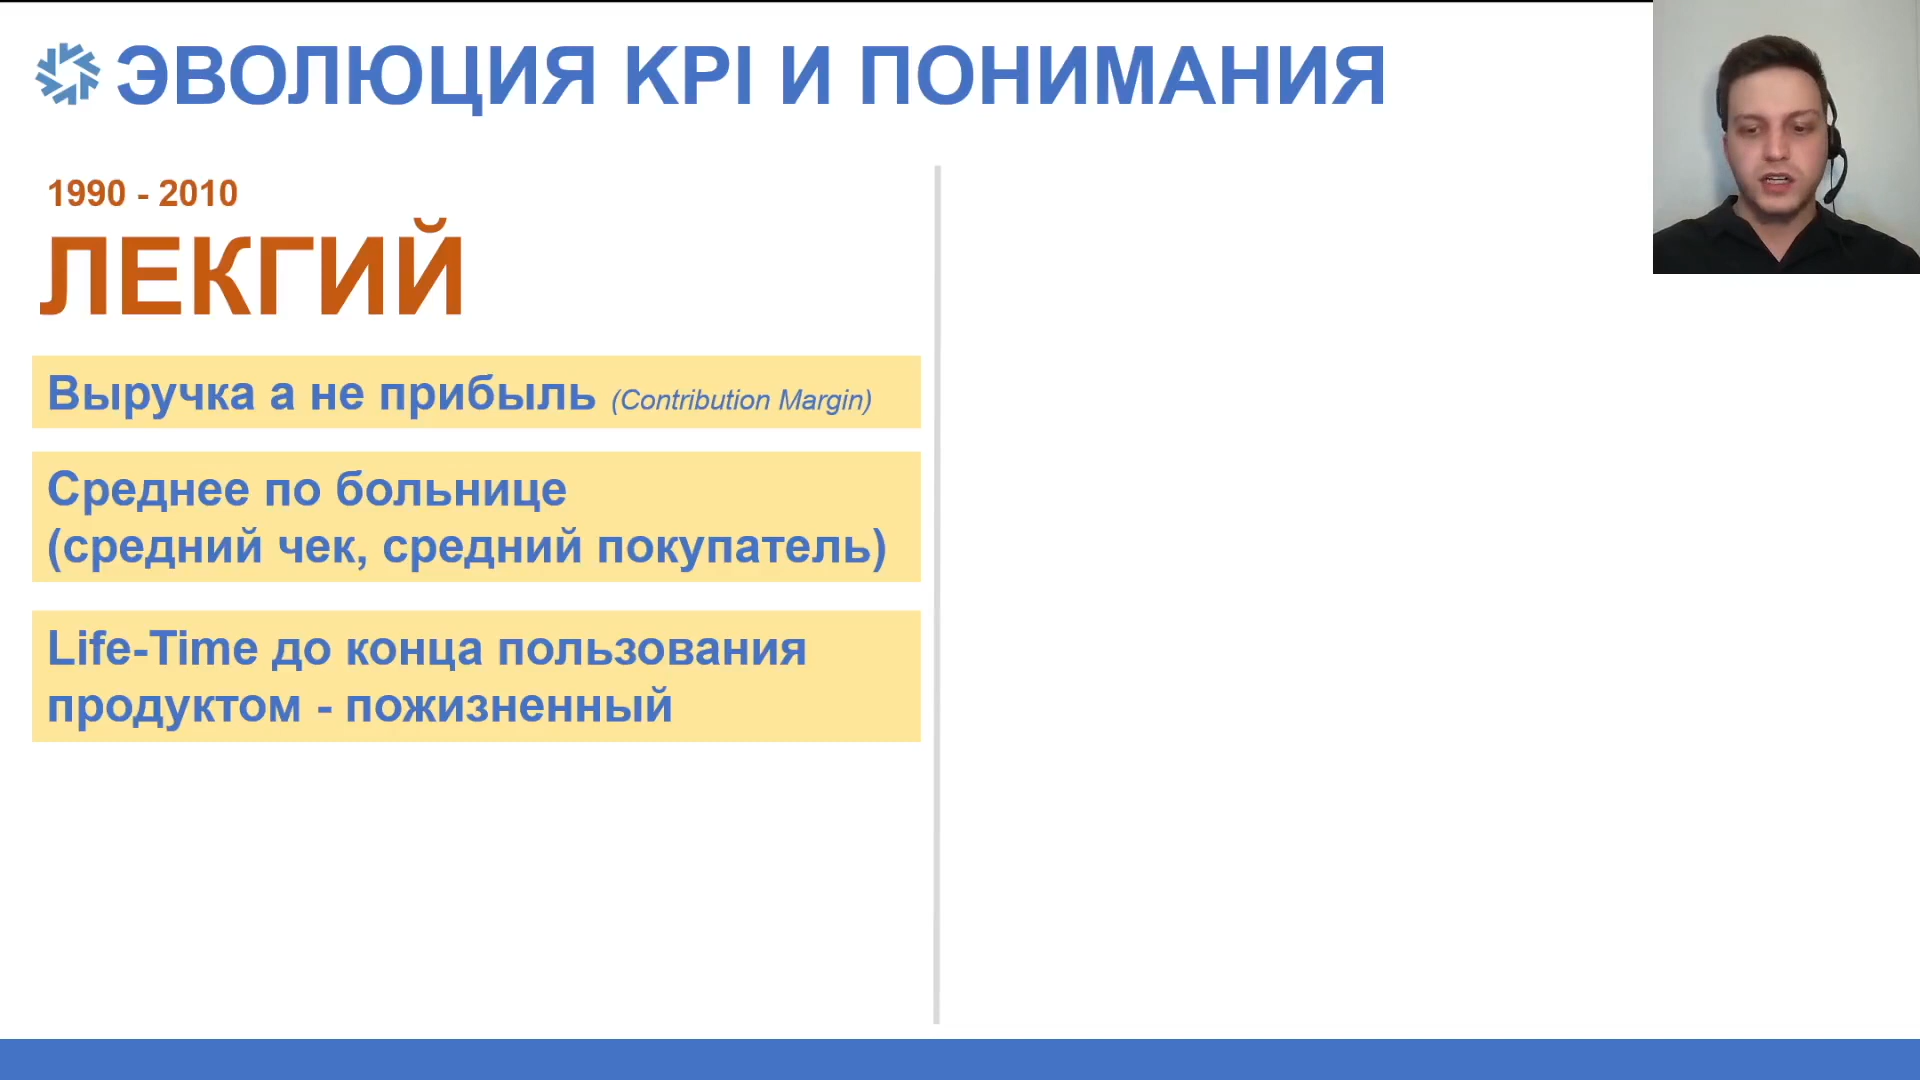 ЭВОЛЮЦИЯ KPI И ПОНИМАНИЯ
1990 - 2010
ЛЕКГИЙ
Выручка а не прибыль (Contribution Margin)
Среднее по больнице
(средний чек, средний покупатель)
Life-Time до конца пользования
продуктом - пожизненный